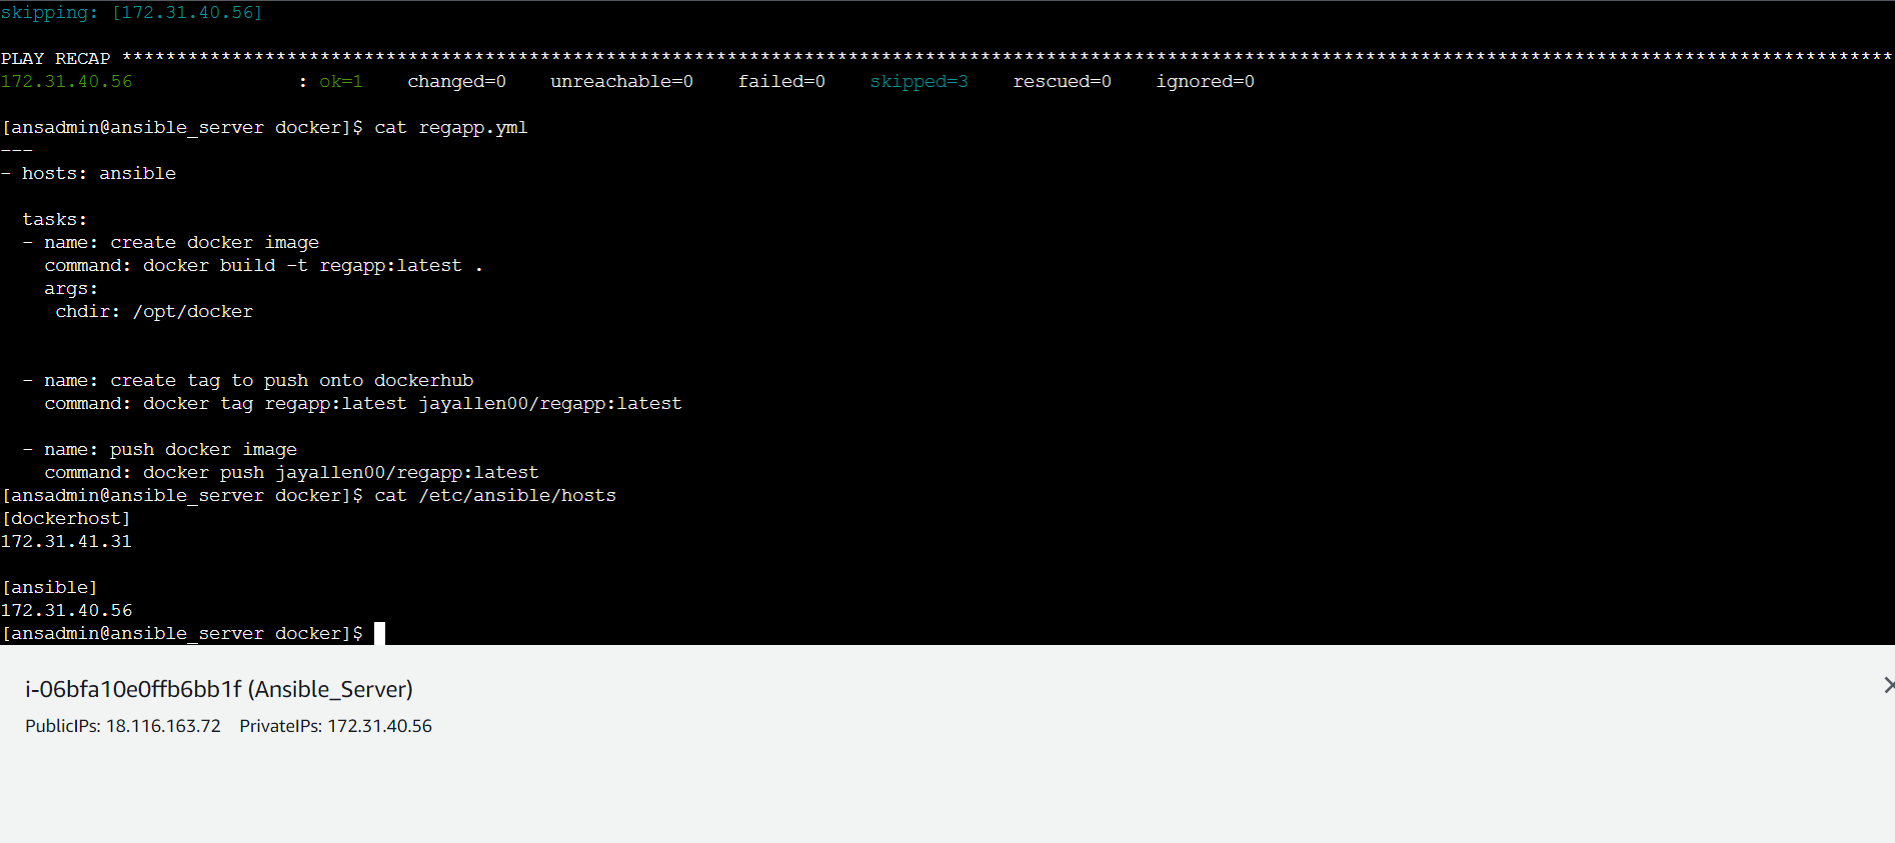 skipping: [172.31.40.56]
PLAY RECAP *****************************************************************************************************************************************************************
172.31.40.56               : ok=1    changed=0    unreachable=0    failed=0    skipped=3    rescued=0    ignored=0
[ansadmin@ansible_server docker]$ cat regapp.yml
---
- hosts: ansible
  tasks:
  - name: create docker image
    command: docker build -t regapp:latest .
    args:
     chdir: /opt/docker
  - name: create tag to push onto dockerhub
    command: docker tag regapp:latest jayallen00/regapp:latest
  - name: push docker image
    command: docker push jayallen00/regapp:latest
[ansadmin@ansible_server docker]$ cat /etc/ansible/hosts
[dockerhost]
172.31.41.31
[ansible]
172.31.40.56
[ansadmin@ansible_server docker]$
i-06bfa10e0ffb6bb1f (Ansible_Server)
PublicIPs: 18.116.163.72    PrivateIPs: 172.31.40.56